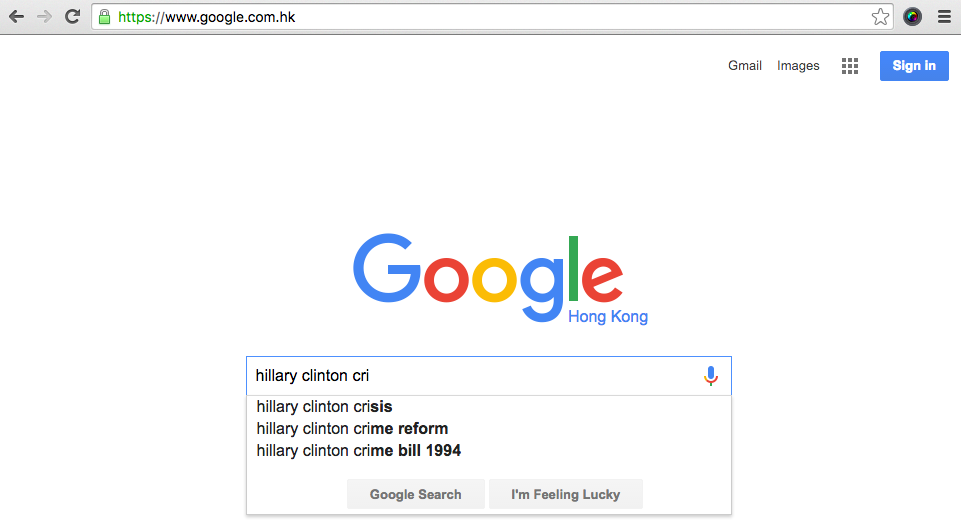 https://www.google.com.hk
Gmail Images Sign in
Google
Hong Kong
hillary clinton cri
hillary clinton crisis
hillary clinton crime reform
hillary clinton crime bill 1994
Google Search I'm Feeling Lucky